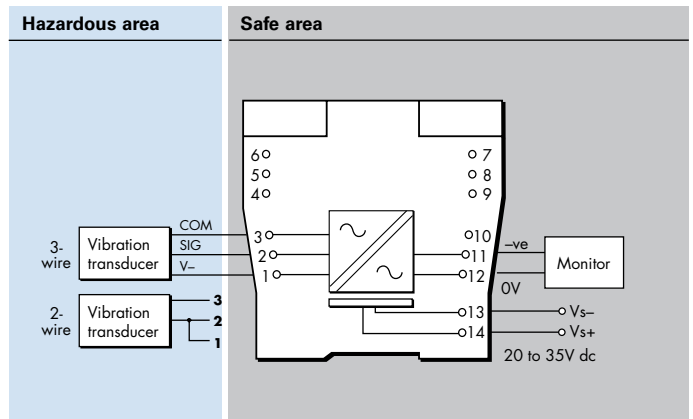 Hazardous area
Safe area
6
5
4
7
8
9
3-
wire
Vibration
transducer
COM
SIG
V–
3
2
1
10
11
12
–ve
0V
Monitor
2-
wire
Vibration
transducer
3
2
1
13
14
Vs–
Vs+
20 to 35V dc